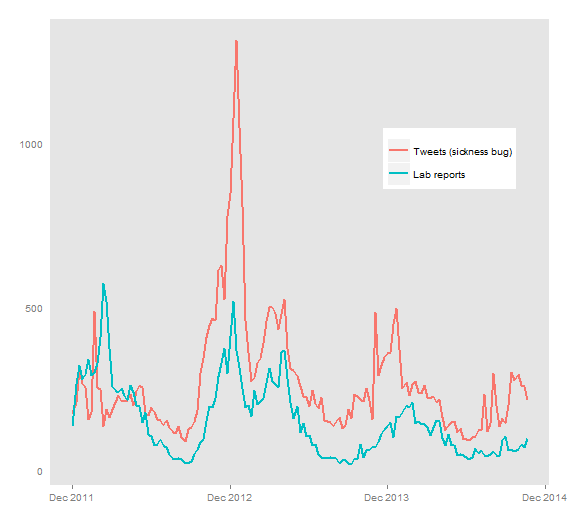 1000
Tweets (sickness bug)
Lab reports
500
0
Dec 2011
Dec 2012
Dec 2013
Dec 2014